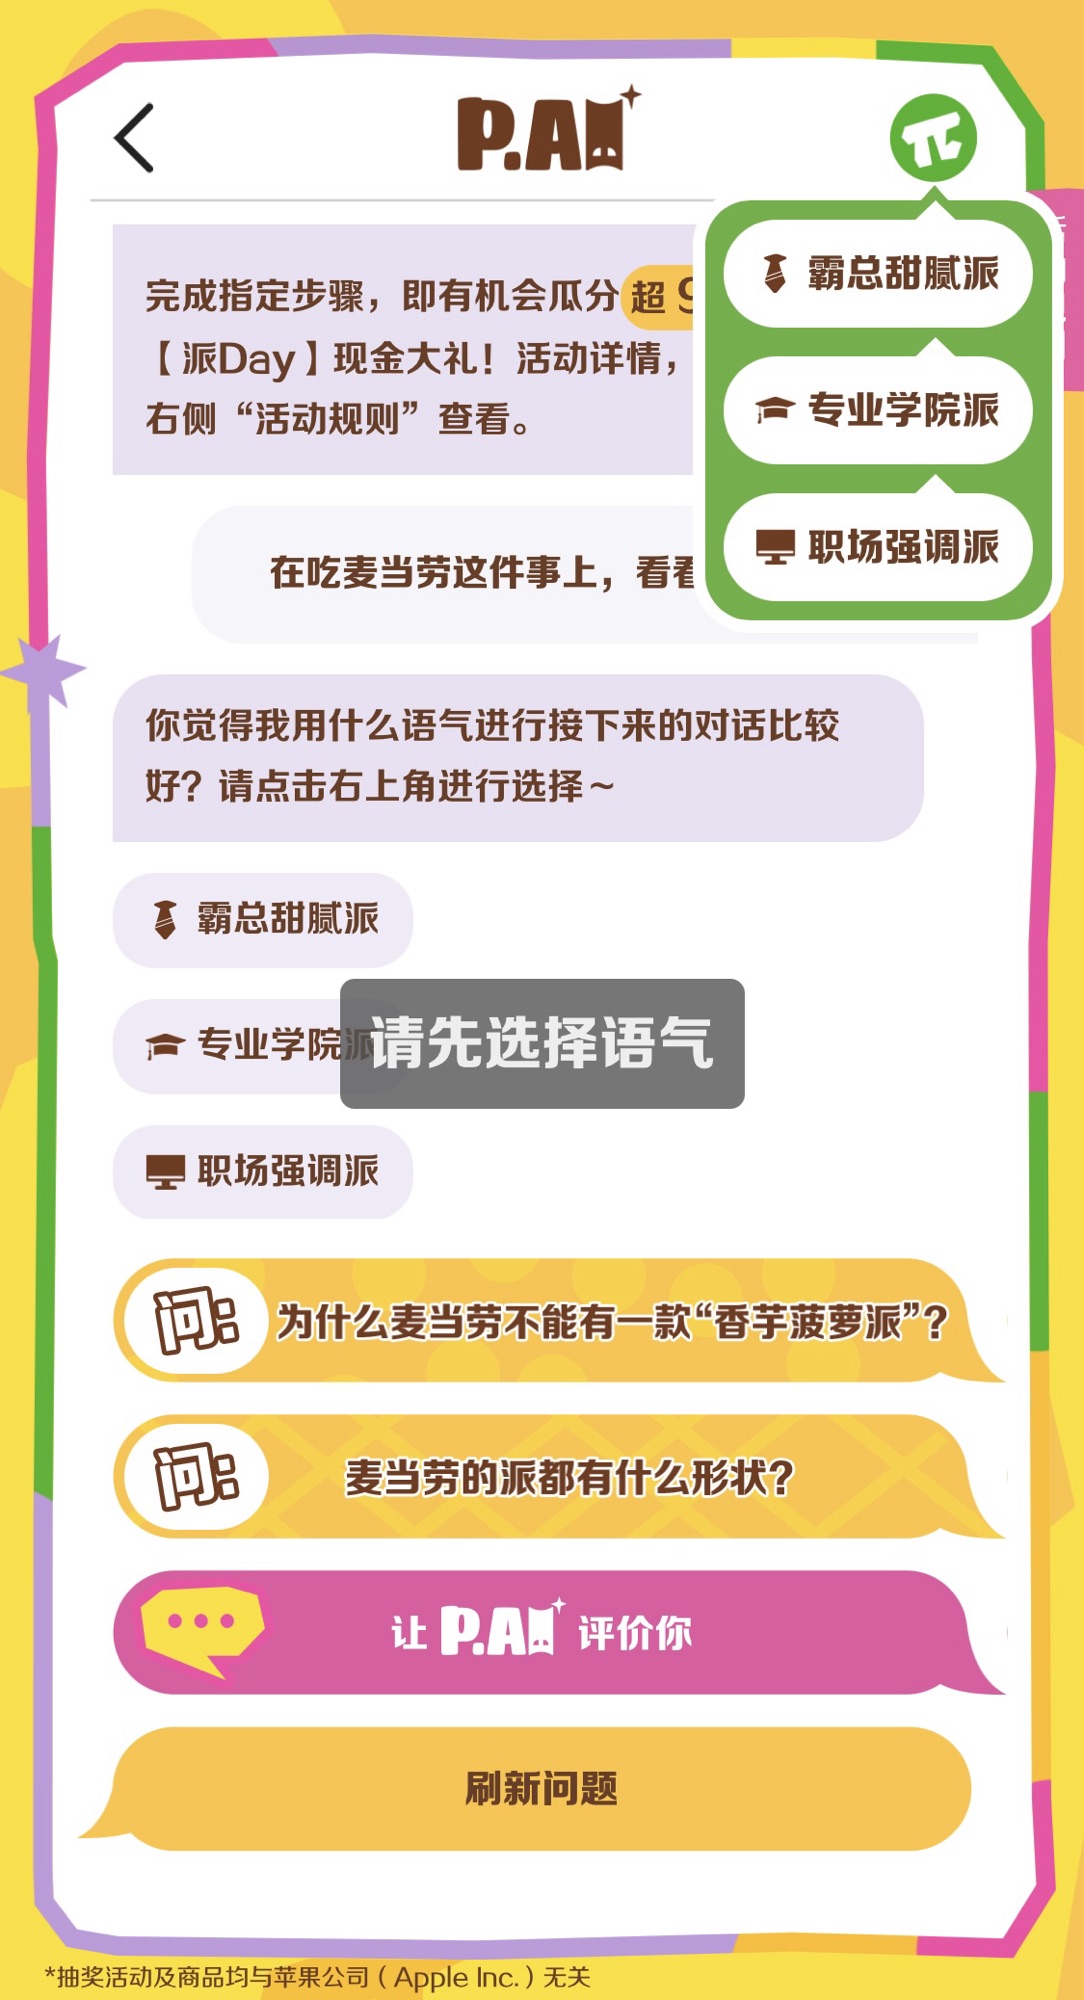 P.AI
霸总甜腻派
专业学院派
职场强调派
完成指定步骤，即有机会瓜分超 9
【派Day】现金大礼！活动详情，
右侧“活动规则”查看。
在吃麦当劳这件事上，看看
你觉得我用什么语气进行接下来的对话比较
好？请点击右上角进行选择～
霸总甜腻派
专业学院派
请先选择语气
职场强调派
问：为什么麦当劳不能有一款“香芋菠萝派”？
问：麦当劳的派都有什么形状？
让 P.AI 评价你
刷新问题
*抽奖活动及商品均与苹果公司（Apple Inc.）无关